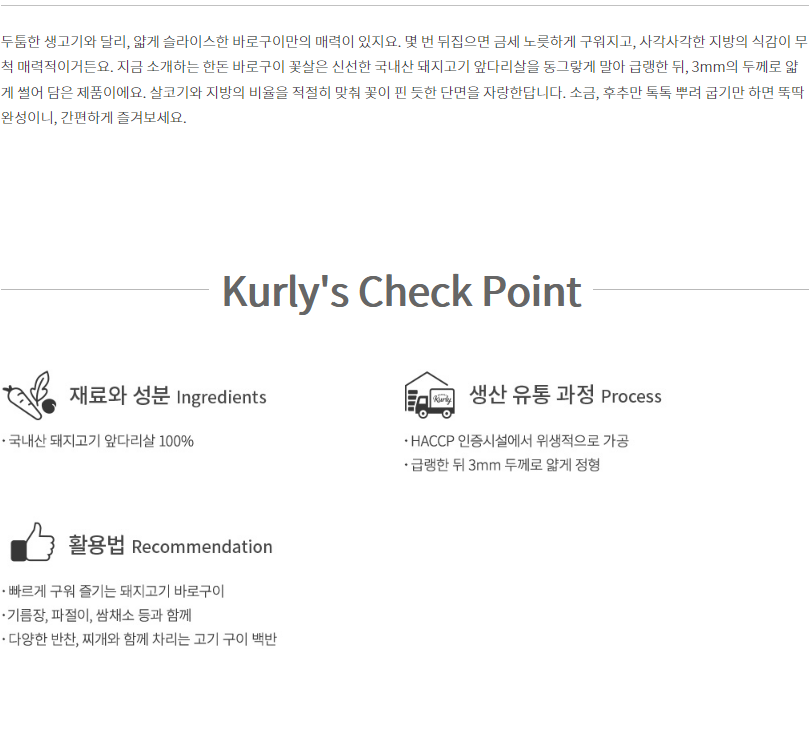 두툼한 생고기와 달리, 얇게 슬라이스한 바로구이만의 매력이 있지요. 몇 번 뒤집으면 금세 노릇하게 구워지고, 사각사각한 지방의 식감이 무
척 매력적이거든요. 지금 소개하는 한돈 바로구이 꽃살은 신선한 국내산 돼지고기 앞다리살을 동그랗게 말아 급랭한 뒤, 3mm의 두께로 얇
게 썰어 담은 제품이에요. 살코기와 지방의 비율을 적절히 맞춰 꽃이 핀 듯한 단면을 자랑한답니다. 소금, 후추만 톡톡 뿌려 굽기만 하면 뚝딱
완성이니, 간편하게 즐겨보세요.
Kurly's Check Point
재료와 성분 Ingredients
· 국내산 돼지고기 앞다리살 100%
Kurly
생산 유통 과정 Process
· HACCP 인증시설에서 위생적으로 가공
· 급랭한 뒤 3mm 두께로 얇게 정형
활용법 Recommendation
· 빠르게 구워 즐기는 돼지고기 바로구이
· 기름장, 파절이, 쌈채소 등과 함께
· 다양한 반찬, 찌개와 함께 차리는 고기 구이 백반